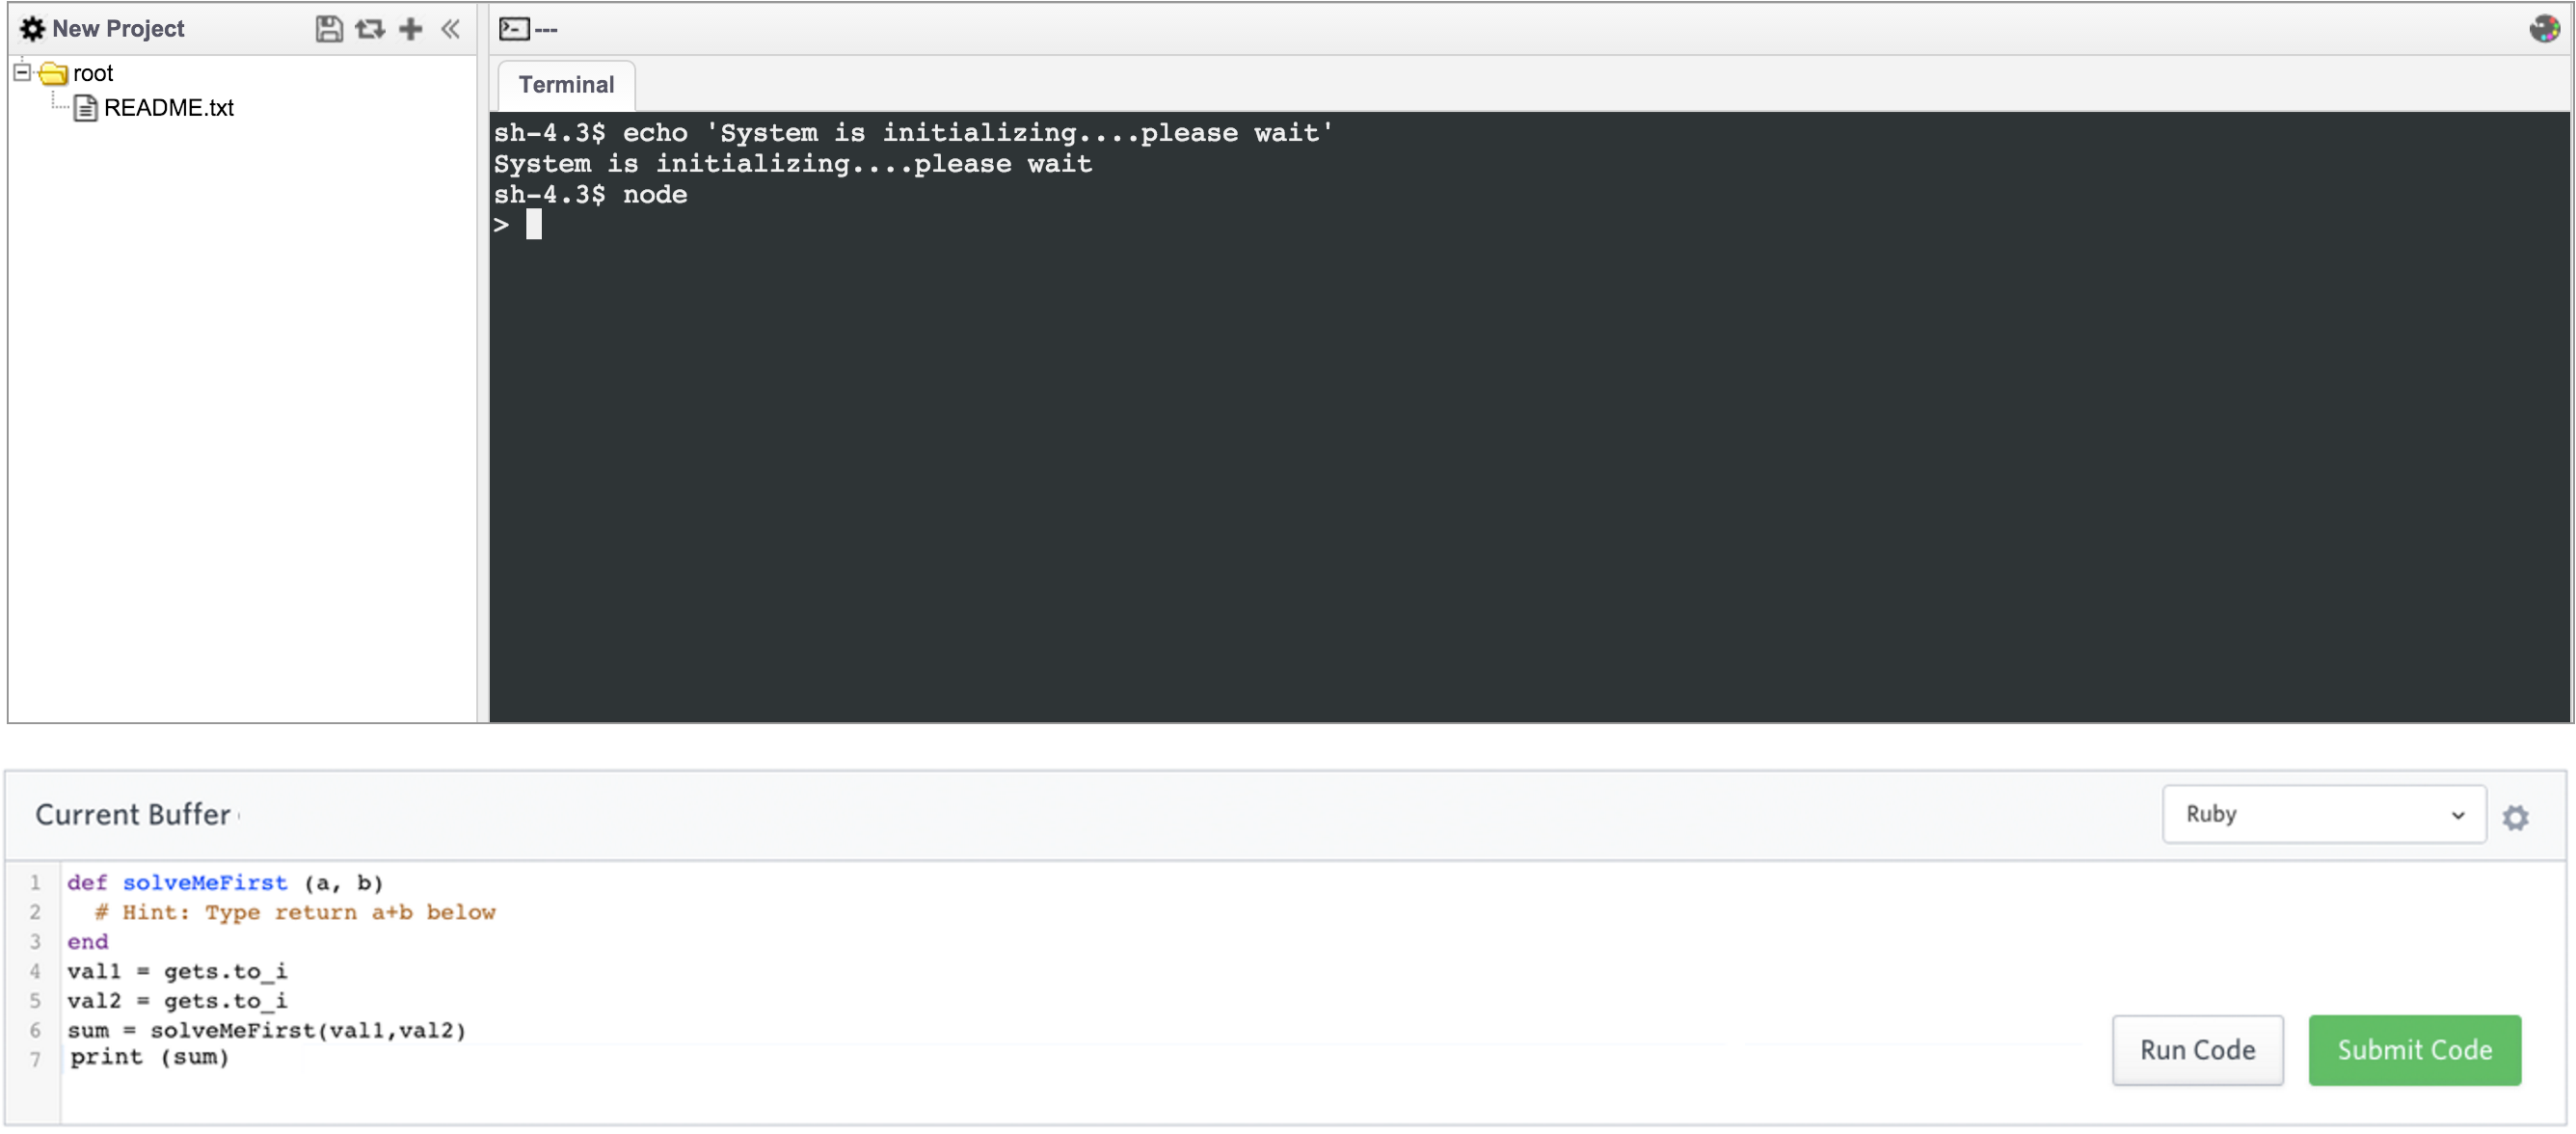 New Project
---
root
README.txt
Terminal
sh-4.3$ echo 'System is initializing....please wait'
System is initializing....please wait
sh-4.3$ node
>
Current Buffer
Ruby
1 def solveMeFirst (a, b)
2 # Hint: Type return a+b below
3 end
4 val1 = gets.to_i
5 val2 = gets.to_i
6 sum = solveMeFirst(val1,val2)
7 print (sum)
Run Code
Submit Code